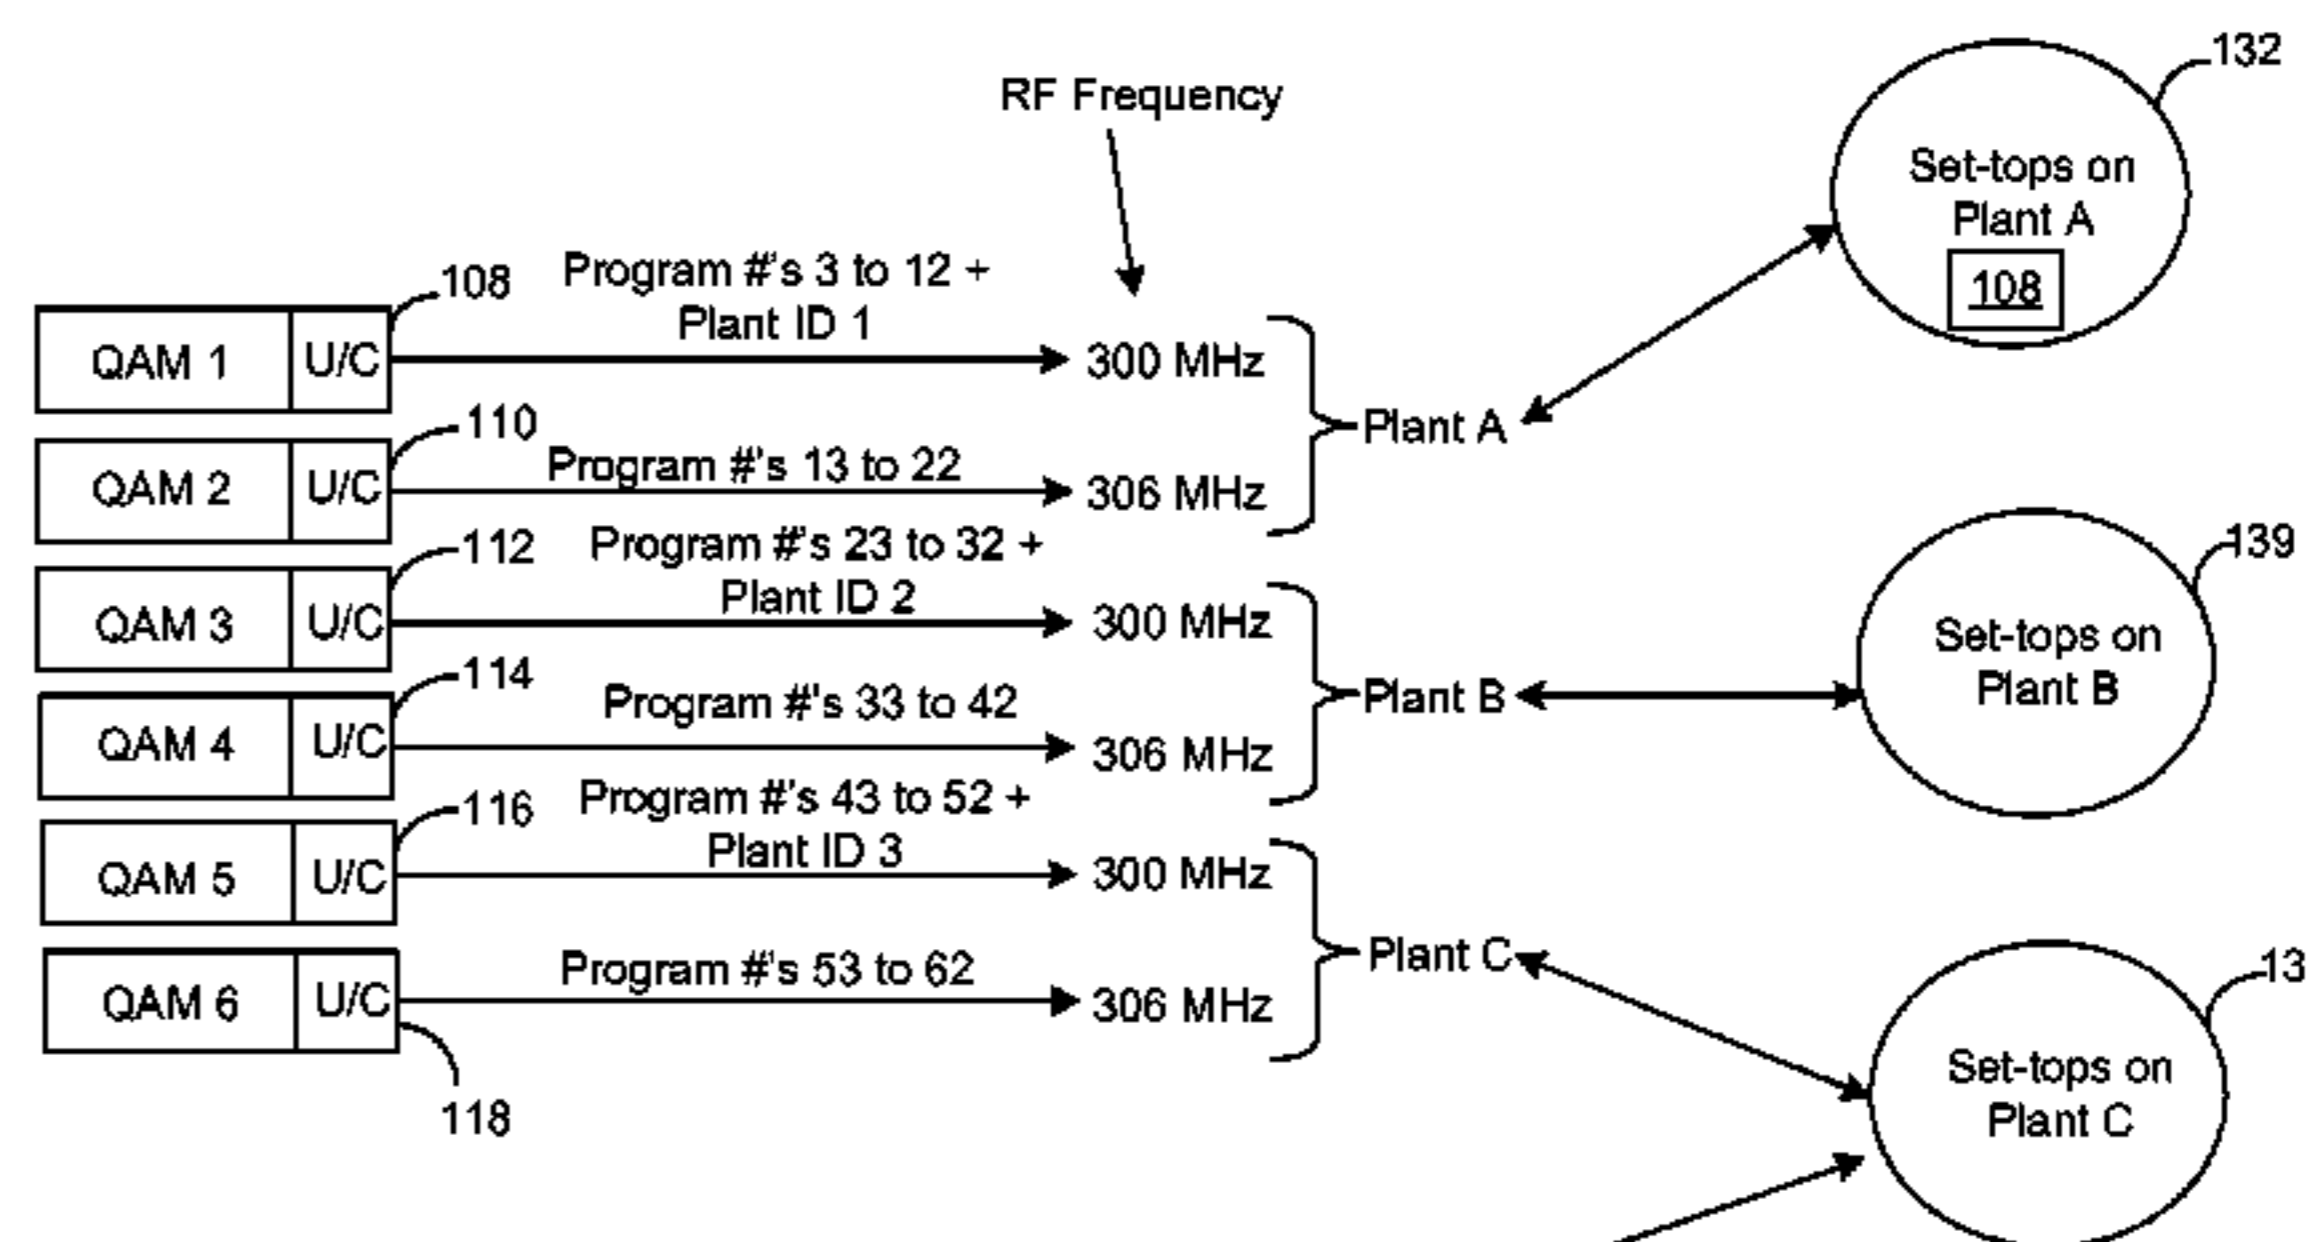 RF Frequency
132
Set-tops on
Plant A
108
Program #'s 3 to 12 +
Plant ID 1
108
QAM 1
U/C
300 MHz
Plant A
110
Program #'s 13 to 22
QAM 2
U/C
306 MHz
112
Program #'s 23 to 32 +
Plant ID 2
QAM 3
U/C
300 MHz
139
Set-tops on
Plant B
Plant B
114
Program #'s 33 to 42
QAM 4
U/C
306 MHz
116
Program #'s 43 to 52 +
Plant ID 3
QAM 5
U/C
300 MHz
Plant C
Program #'s 53 to 62
QAM 6
U/C
306 MHz
118
13
Set-tops on
Plant C